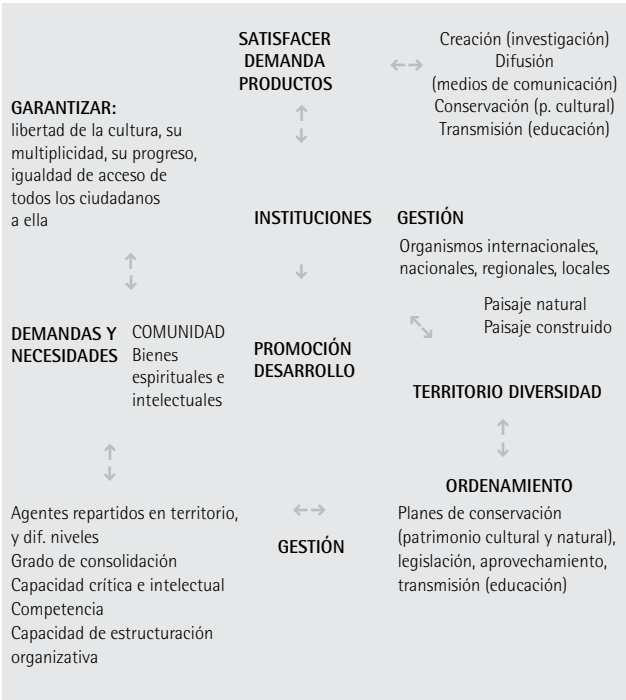 SATISFACER
DEMANDA
PRODUCTOS
Creación (investigación)
Difusión
(medios de comunicación)
Conservación (p. cultural)
Transmisión (educación)
GARANTIZAR:
libertad de la cultura, su
multiplicidad, su progreso,
igualdad de acceso de
todos los ciudadanos
a ella
INSTITUCIONES
GESTIÓN
Organismos internacionales,
nacionales, regionales, locales
Paisaje natural
Paisaje construido
DEMANDAS Y
NECESIDADES
COMUNIDAD
Bienes
espirituales e
intelectuales
PROMOCIÓN
DESARROLLO
TERRITORIO DIVERSIDAD
ORDENAMIENTO
Planes de conservación
(patrimonio cultural y natural),
legislación, aprovechamiento,
transmisión (educación)
Agentes repartidos en territorio,
y dif. niveles
Grado de consolidación
Capacidad crítica e intelectual
Competencia
Capacidad de estructuración
organizativa
GESTIÓN